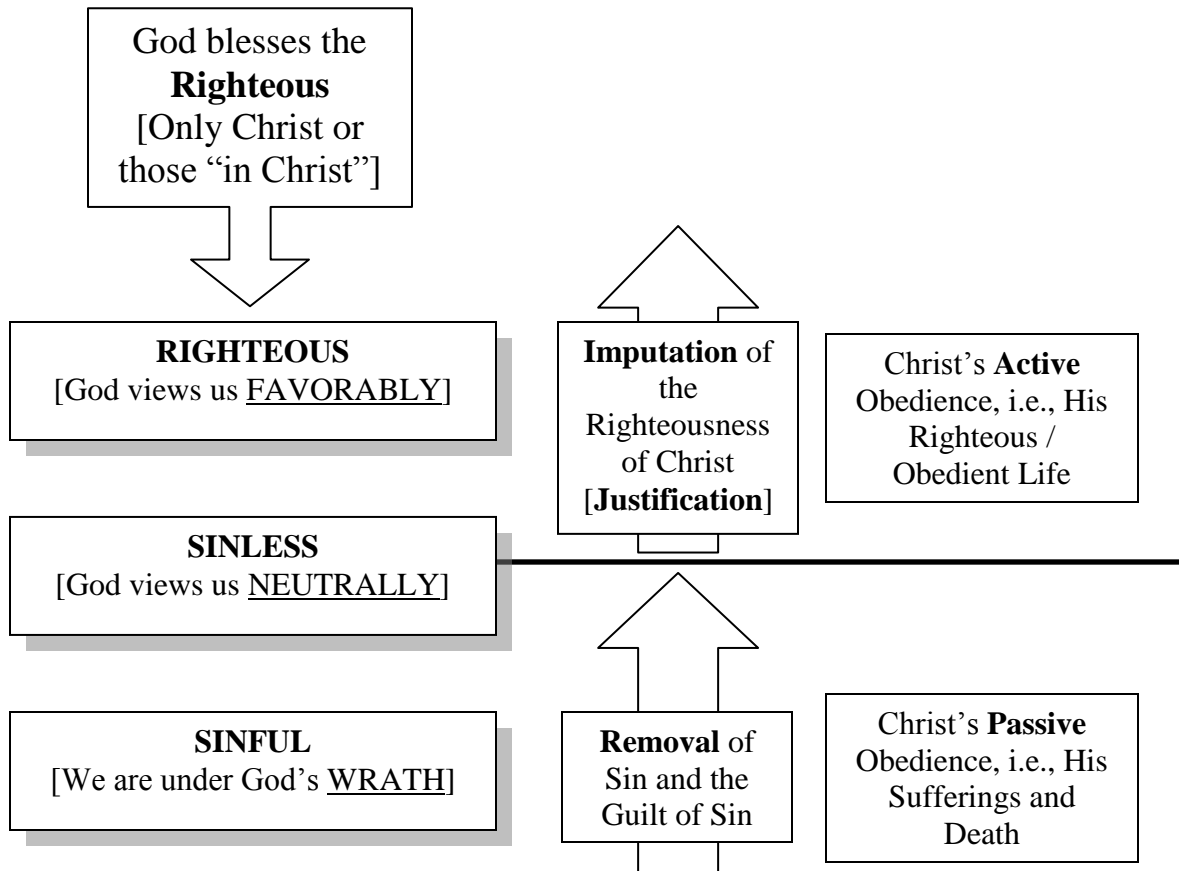 God blesses the
Righteous
[Only Christ or
those “in Christ”]
RIGHTEOUS
[God views us FAVORABLY]
Imputation of
the
Righteousness
of Christ
[Justification]
Christ’s Active
Obedience, i.e., His
Righteous /
Obedient Life
SINLESS
[God views us NEUTRALLY]
SINFUL
[We are under God’s WRATH]
Removal of
Sin and the
Guilt of Sin
Christ’s Passive
Obedience, i.e., His
Sufferings and
Death